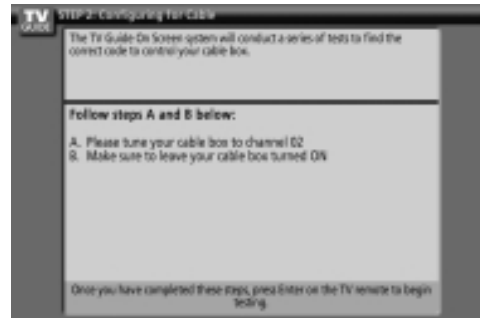 TV
GUIDE
STEP 2: Configuring for Cable
The TV Guide On Screen system will conduct a series of tests to find the
correct code to control your cable box.
Follow steps A and B below:
A. Please tune your cable box to channel 02
B. Make sure to leave your cable box turned ON
Once you have completed these steps, press Enter on the TV remote to begin
testing.